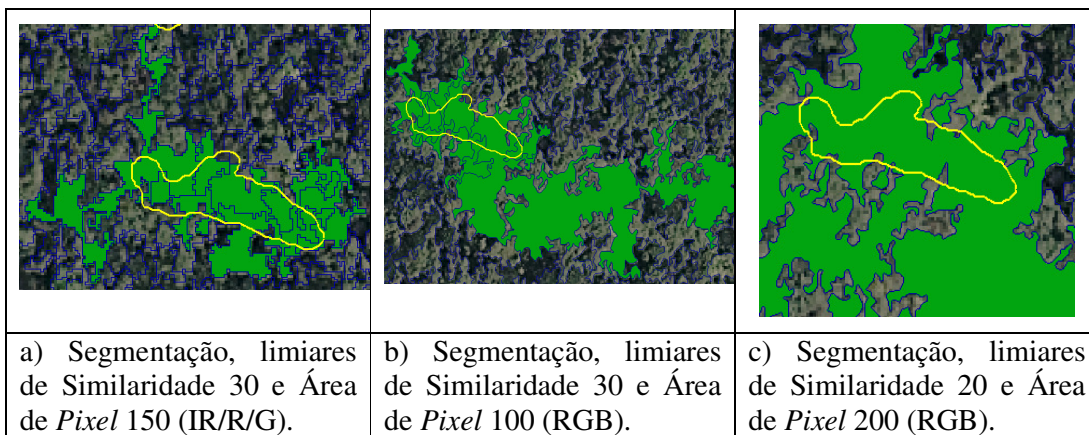 a) Segmentação, limiares
de Similaridade 30 e Área
de Pixel 150 (IR/R/G).
b) Segmentação, limiares
de Similaridade 30 e Área
de Pixel 100 (RGB).
c) Segmentação, limiares
de Similaridade 20 e Área
de Pixel 200 (RGB).